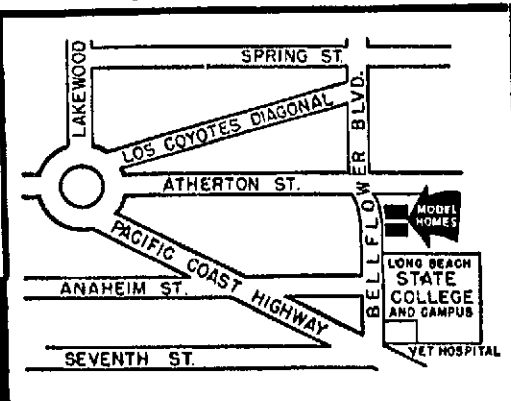 SPRING ST.
LAKEWOOD
LOS COYOTES DIAGONAL
BELLFLOWER BLVD.
ATHERTON ST.
MODEL
HOMES
PACIFIC COAST HIGHWAY
LONG BEACH
STATE
COLLEGE
AND CAMPUS
ANAHEIM ST.
VET HOSPITAL
SEVENTH ST.